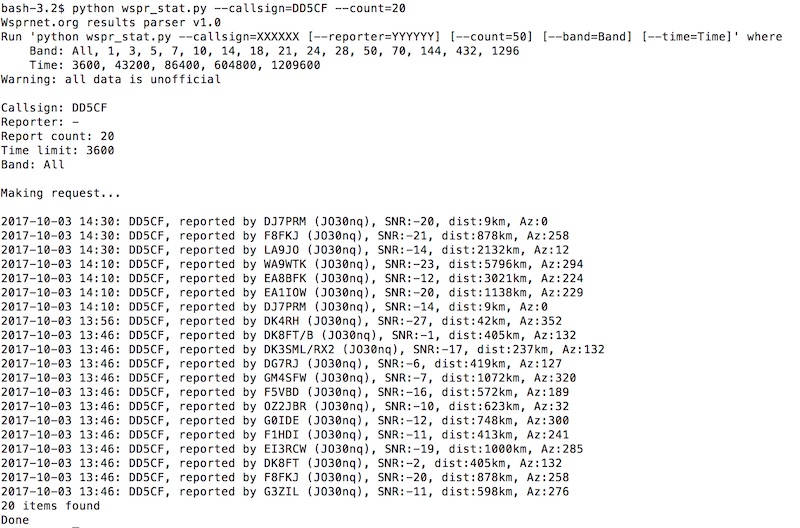 bash-3.2$ python wspr_stat.py --callsign=DD5CF --count=20
Wsprnet.org results parser v1.0
Run 'python wspr_stat.py --callsign=XXXXXX [--reporter=YYYYYY] [--count=50] [--band=Band] [--time=Time]' where
Band: All, 1, 3, 5, 7, 10, 14, 18, 21, 24, 28, 50, 70, 144, 432, 1296
Time: 3600, 43200, 86400, 604800, 1209600
Warning: all data is unofficial
Callsign: DD5CF
Reporter: -
Report count: 20
Time limit: 3600
Band: All
Making request...
2017-10-03 14:30: DD5CF, reported by DJ7PRM (JO30nq), SNR:-20, dist:9km, Az:0
2017-10-03 14:30: DD5CF, reported by F8FKJ (JO30nq), SNR:-21, dist:878km, Az:258
2017-10-03 14:30: DD5CF, reported by LA9JO (JO30nq), SNR:-14, dist:2132km, Az:12
2017-10-03 14:10: DD5CF, reported by WA9WTK (JO30nq), SNR:-23, dist:5796km, Az:294
2017-10-03 14:10: DD5CF, reported by EA8BFK (JO30nq), SNR:-12, dist:3021km, Az:224
2017-10-03 14:10: DD5CF, reported by EA1IOW (JO30nq), SNR:-20, dist:1138km, Az:229
2017-10-03 14:10: DD5CF, reported by DJ7PRM (JO30nq), SNR:-14, dist:9km, Az:0
2017-10-03 13:56: DD5CF, reported by DK4RH (JO30nq), SNR:-27, dist:42km, Az:352
2017-10-03 13:46: DD5CF, reported by DK8FT/B (JO30nq), SNR:-1, dist:405km, Az:132
2017-10-03 13:46: DD5CF, reported by DK3SML/RX2 (JO30nq), SNR:-17, dist:237km, Az:132
2017-10-03 13:46: DD5CF, reported by DG7RJ (JO30nq), SNR:-6, dist:419km, Az:127
2017-10-03 13:46: DD5CF, reported by GM4SFW (JO30nq), SNR:-7, dist:1072km, Az:320
2017-10-03 13:46: DD5CF, reported by F5VBD (JO30nq), SNR:-16, dist:572km, Az:189
2017-10-03 13:46: DD5CF, reported by OZ2JBR (JO30nq), SNR:-10, dist:623km, Az:32
2017-10-03 13:46: DD5CF, reported by G0IDE (JO30nq), SNR:-12, dist:748km, Az:300
2017-10-03 13:46: DD5CF, reported by F1HDI (JO30nq), SNR:-11, dist:413km, Az:241
2017-10-03 13:46: DD5CF, reported by EI3RCW (JO30nq), SNR:-19, dist:1000km, Az:285
2017-10-03 13:46: DD5CF, reported by DK8FT (JO30nq), SNR:-2, dist:405km, Az:132
2017-10-03 13:46: DD5CF, reported by F8FKJ (JO30nq), SNR:-20, dist:878km, Az:258
2017-10-03 13:46: DD5CF, reported by G3ZIL (JO30nq), SNR:-11, dist:598km, Az:276
20 items found
Done